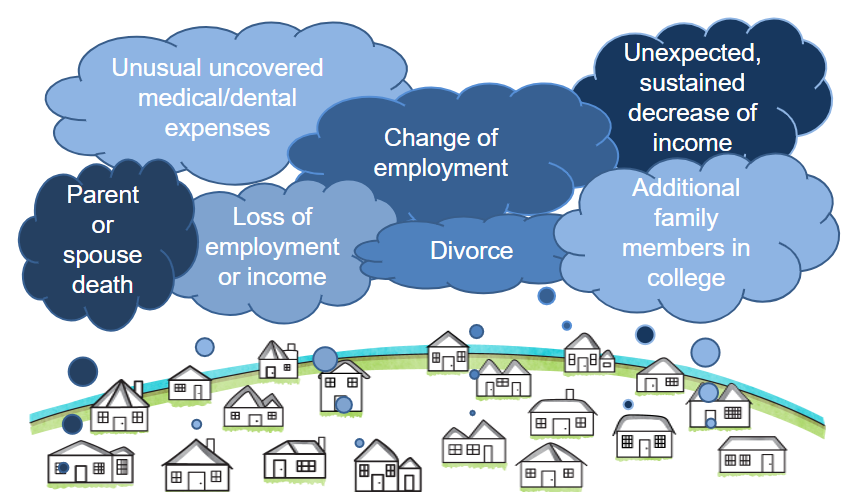 Unusual uncovered
medical/dental
expenses
Change of
employment
Unexpected,
sustained
decrease of
income
Parent
or
spouse
death
Loss of
employment
or income
Divorce
Additional
family
members in
college